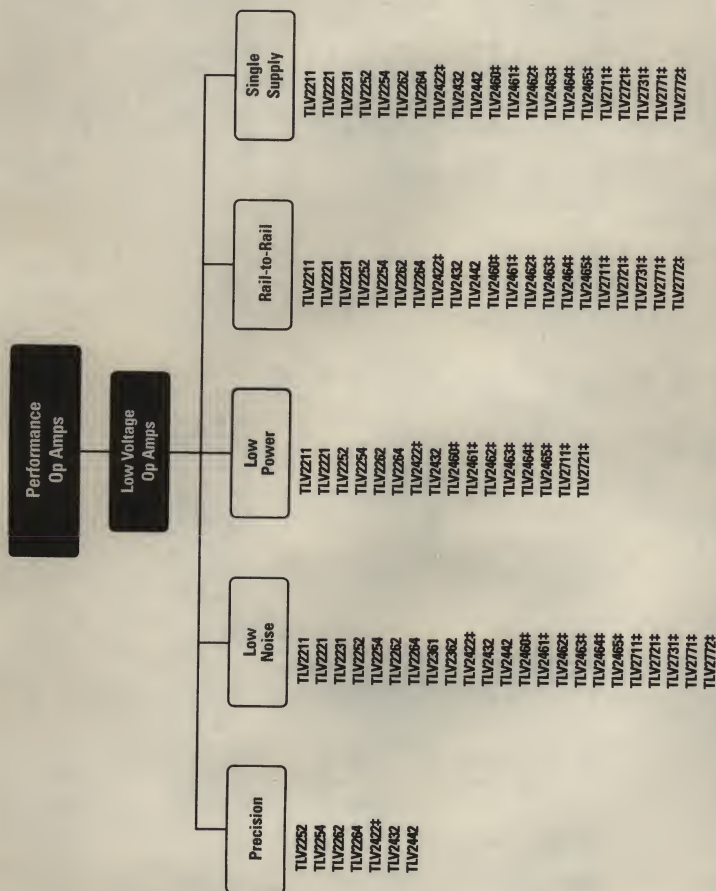 Performance
Op Amps
Low Voltage
Op Amps
Precision
TLV2252
TLV2254
TLV2262
TLV2264
TLV2422‡
TLV2432
TLV2442
Low
Noise
TLV2211
TLV2221
TLV2231
TLV2252
TLV2254
TLV2262
TLV2264
TLV2361
TLV2362
TLV2422‡
TLV2432
TLV2442
TLV2460‡
TLV2461‡
TLV2462‡
TLV2463‡
TLV2464‡
TLV2465‡
TLV2711‡
TLV2721‡
TLV2731‡
TLV2771‡
TLV2772‡
Low
Power
TLV2211
TLV2221
TLV2252
TLV2254
TLV2262
TLV2264
TLV2422‡
TLV2432
TLV2460‡
TLV2461‡
TLV2462‡
TLV2463‡
TLV2464‡
TLV2465‡
TLV2711‡
TLV2721‡
Rail-to-Rail
TLV2211
TLV2221
TLV2231
TLV2252
TLV2254
TLV2262
TLV2264
TLV2422‡
TLV2432
TLV2442
TLV2460‡
TLV2461‡
TLV2462‡
TLV2463‡
TLV2464‡
TLV2465‡
TLV2711‡
TLV2721‡
TLV2731‡
TLV2771‡
TLV2772‡
Single
Supply
TLV2211
TLV2221
TLV2231
TLV2252
TLV2254
TLV2262
TLV2264
TLV2422‡
TLV2432
TLV2442
TLV2460‡
TLV2461‡
TLV2462‡
TLV2463‡
TLV2464‡
TLV2465‡
TLV2711‡
TLV2721‡
TLV2731‡
TLV2771‡
TLV2772‡